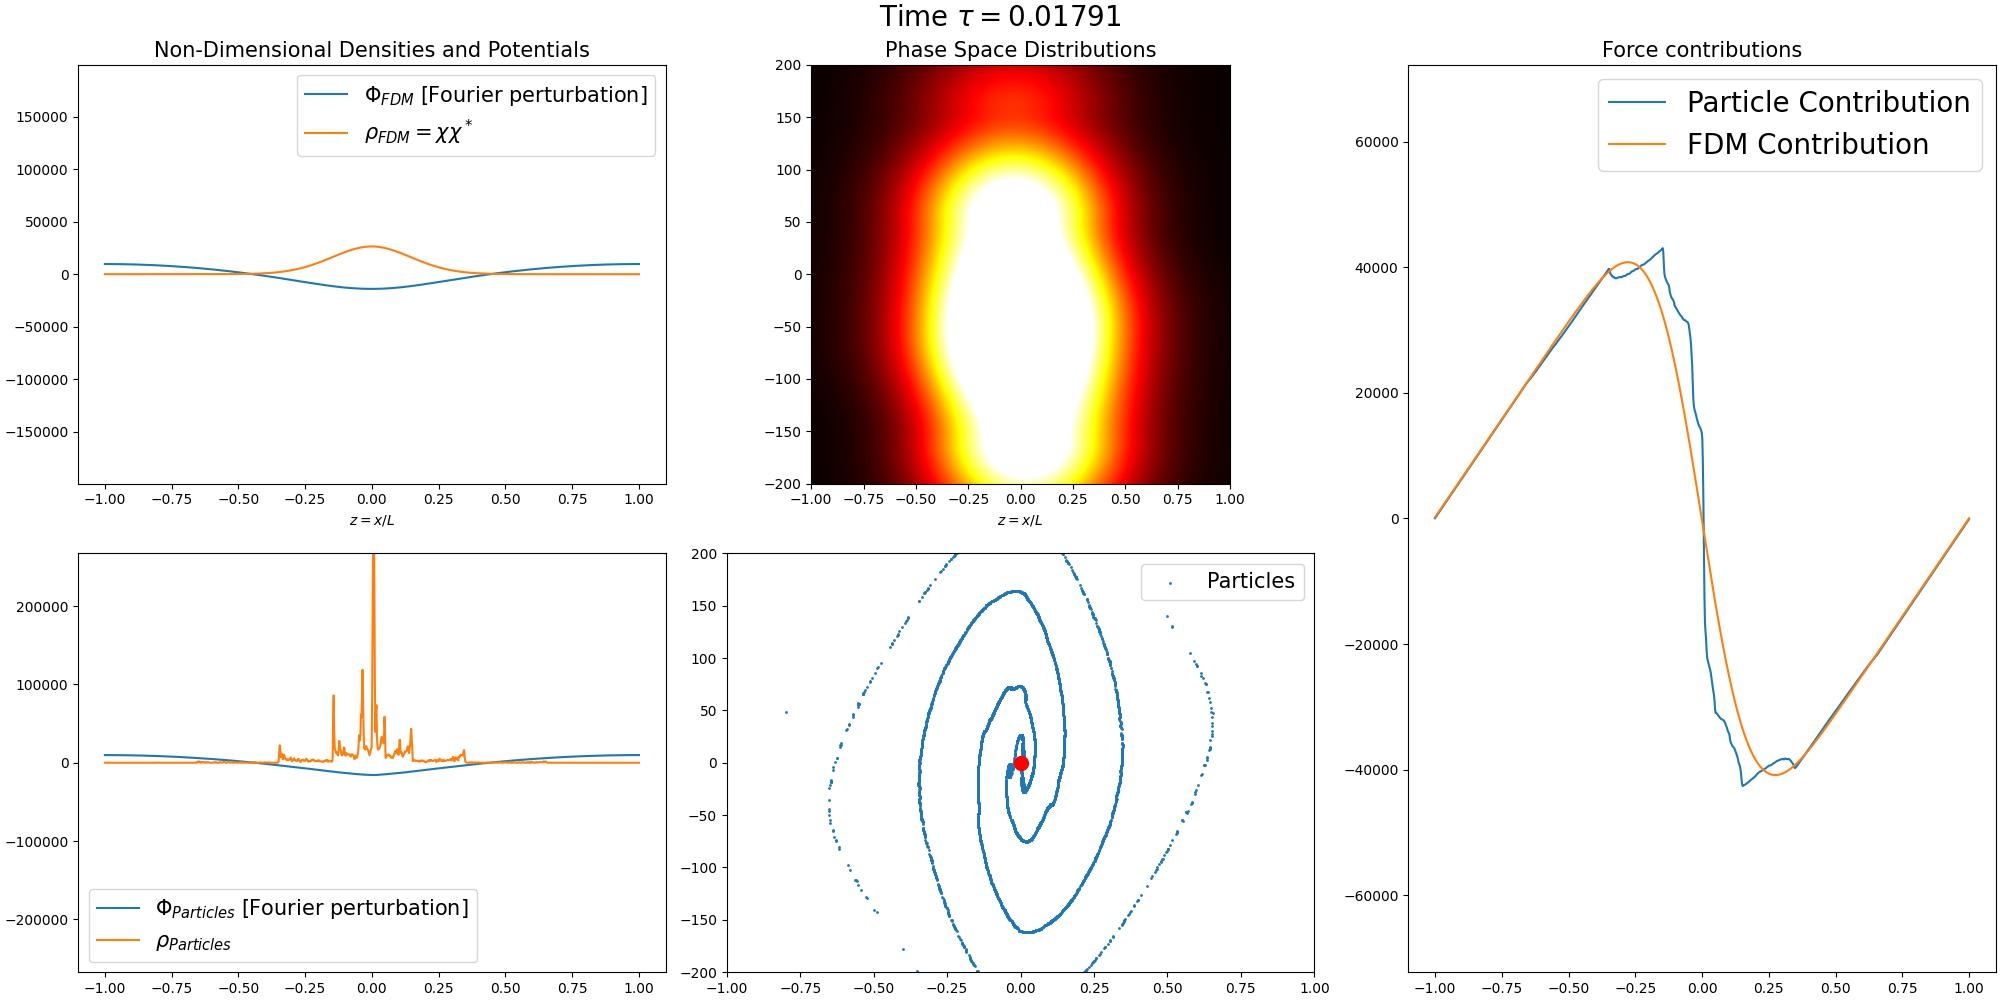 Time τ = 0.01791
Non-Dimensional Densities and Potentials
Φ_FDM [Fourier perturbation]
ρ_FDM = χχ*
150000
100000
50000
0
−50000
−100000
−150000
−1.00 −0.75 −0.50 −0.25 0.00 0.25 0.50 0.75 1.00
z = x/L
Phase Space Distributions
200
150
100
50
0
−50
−100
−150
−200
−1.00 −0.75 −0.50 −0.25 0.00 0.25 0.50 0.75 1.00
z = x/L
Force contributions
Particle Contribution
FDM Contribution
60000
40000
20000
0
−20000
−40000
−60000
−1.00 −0.75 −0.50 −0.25 0.00 0.25 0.50 0.75 1.00
200000
100000
0
−100000
−200000
Φ_Particles [Fourier perturbation]
ρ_Particles
−1.00 −0.75 −0.50 −0.25 0.00 0.25 0.50 0.75 1.00
Particles
200
150
100
50
0
−50
−100
−150
−200
−1.00 −0.75 −0.50 −0.25 0.00 0.25 0.50 0.75 1.00